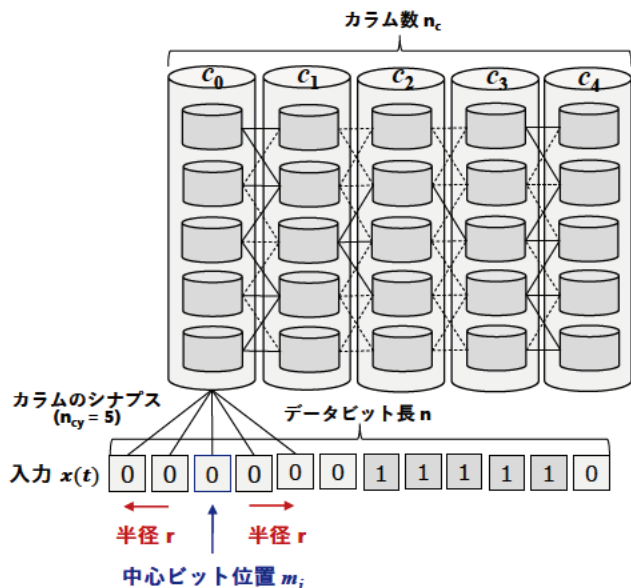 カラム数 n_c
c_0 c_1 c_2 c_3 c_4
カラムのシナプス
(n_cy = 5)
データビット長 n
入力 x(t) 0 0 0 0 0 0 1 1 1 1 1 0
半径 r 半径 r
中心ビット位置 m_i